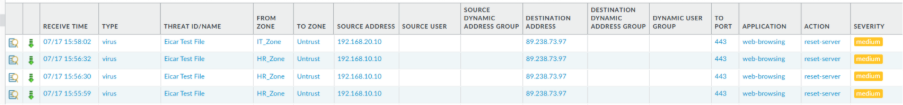 RECEIVE TIME TYPE THREAT ID/NAME FROM ZONE TO ZONE SOURCE ADDRESS SOURCE USER SOURCE DYNAMIC ADDRESS GROUP DESTINATION ADDRESS DESTINATION DYNAMIC ADDRESS GROUP DYNAMIC USER GROUP TO PORT APPLICATION ACTION SEVERITY
07/17 15:58:02 virus Eicar Test File IT_Zone Untrust 192.168.20.10 89.238.73.97 443 web-browsing reset-server medium
07/17 15:56:32 virus Eicar Test File HR_Zone Untrust 192.168.10.10 89.238.73.97 443 web-browsing reset-server medium
07/17 15:56:30 virus Eicar Test File HR_Zone Untrust 192.168.10.10 89.238.73.97 443 web-browsing reset-server medium
07/17 15:55:59 virus Eicar Test File HR_Zone Untrust 192.168.10.10 89.238.73.97 443 web-browsing reset-server medium